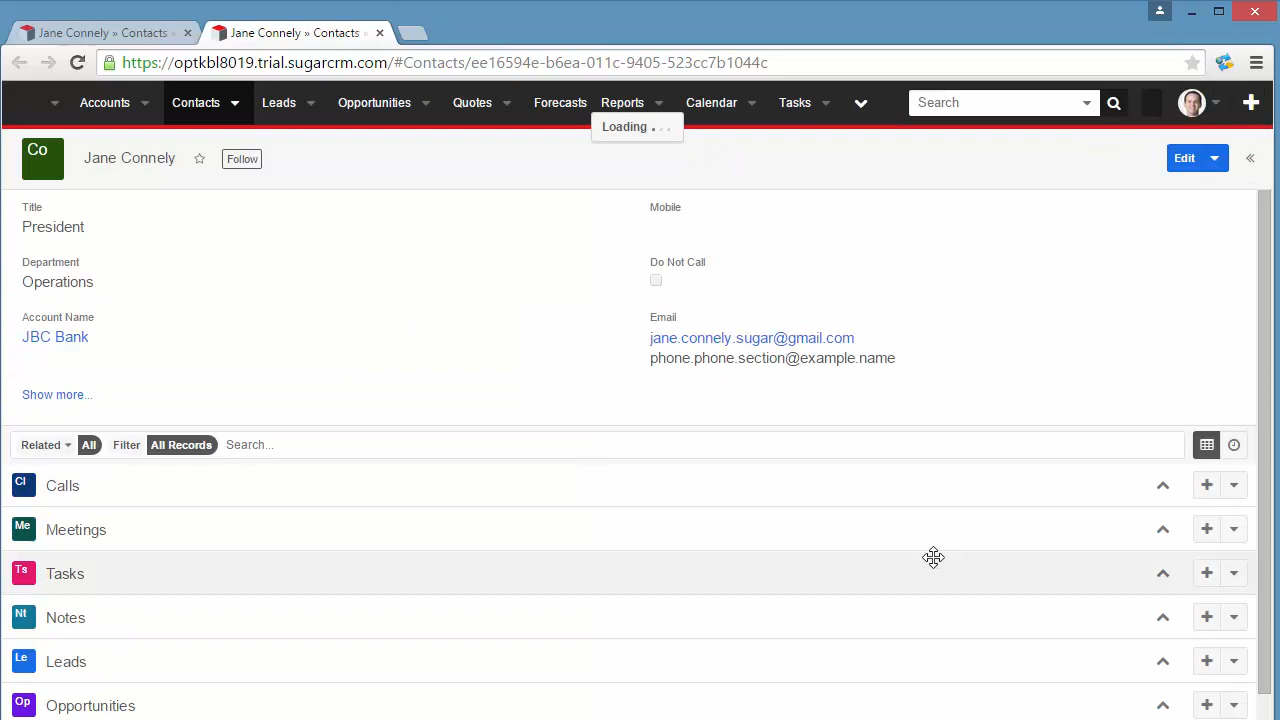 Jane Connely » Contacts
Jane Connely » Contacts
https://optkbl8019.trial.sugarcrm.com/#Contacts/ee16594e-b6ea-011c-9405-523cc7b1044c
Accounts Contacts Leads Opportunities Quotes Forecasts Reports Calendar Tasks Search
Loading . . .
Co Jane Connely Follow Edit
Title
President
Mobile
Department
Operations
Do Not Call
Account Name
JBC Bank
Email
jane.connely.sugar@gmail.com
phone.phone.section@example.name
Show more...
Related All Filter All Records Search...
Cl Calls
Me Meetings
Ts Tasks
Nt Notes
Le Leads
Op Opportunities